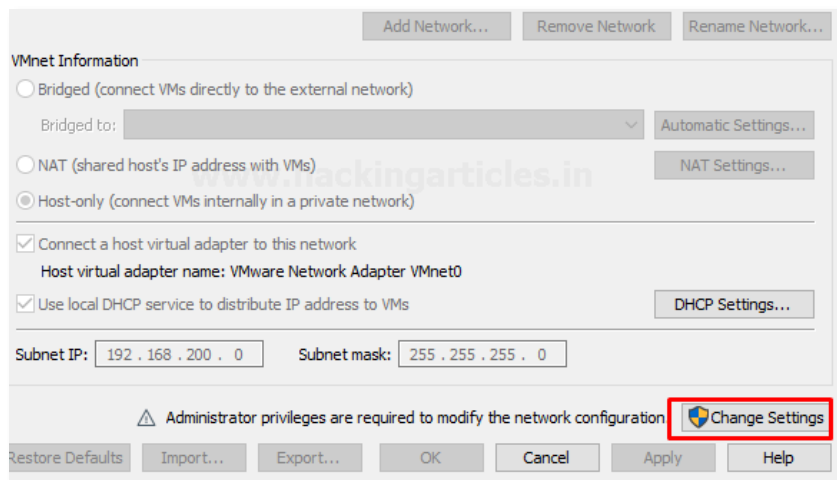 Add Network... Remove Network Rename Network...
VMnet Information
Bridged (connect VMs directly to the external network)
Bridged to: Automatic Settings...
NAT (shared host's IP address with VMs) NAT Settings...
www.hackingarticles.in
Host-only (connect VMs internally in a private network)
Connect a host virtual adapter to this network
Host virtual adapter name: VMware Network Adapter VMnet0
Use local DHCP service to distribute IP address to VMs DHCP Settings...
Subnet IP: 192 . 168 . 200 . 0 Subnet mask: 255 . 255 . 255 . 0
Administrator privileges are required to modify the network configuration Change Settings
Restore Defaults Import... Export... OK Cancel Apply Help